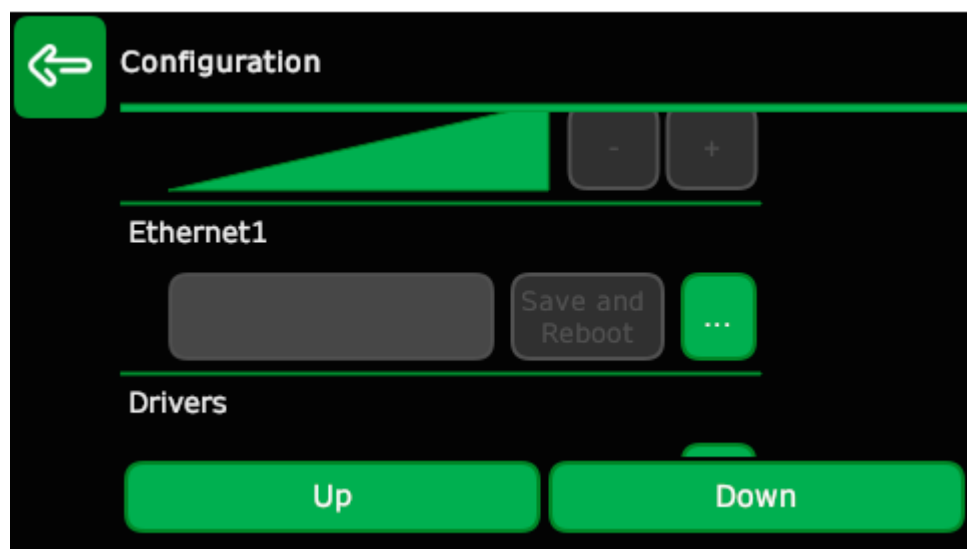 Configuration
- +
Ethernet1
Save and
Reboot
...
Drivers
Up Down